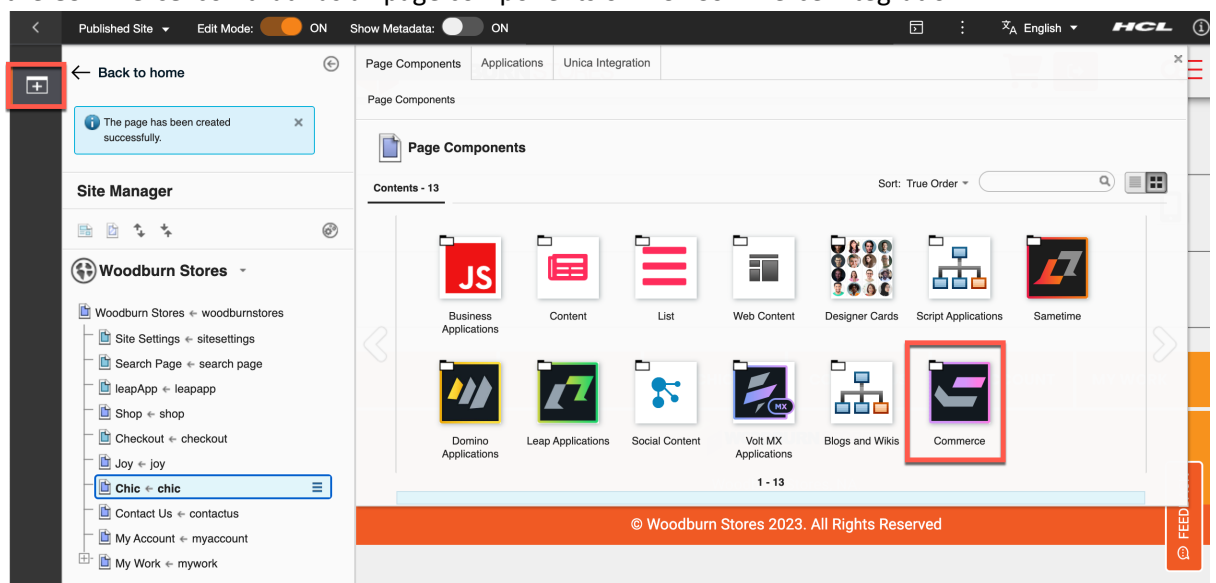 Published Site
Edit Mode:
ON
Show Metadata:
ON
English
HCL
Back to home
The page has been created
successfully.
Site Manager
Woodburn Stores
Woodburn Stores ← woodburnstores
Site Settings ← sitesettings
Search Page ← search page
leapApp ← leapapp
Shop ← shop
Checkout ← checkout
Joy ← joy
Chic ← chic
Contact Us ← contactus
My Account ← myaccount
My Work ← mywork
Page Components
Applications
Unica Integration
Page Components
Page Components
Contents - 13
Sort: True Order
JS
Business
Applications
Content
List
Web Content
Designer Cards
Script Applications
Sametime
Domino
Applications
Leap Applications
Social Content
MX
Volt MX
Applications
Blogs and Wikis
Commerce
1 - 13
© Woodburn Stores 2023. All Rights Reserved